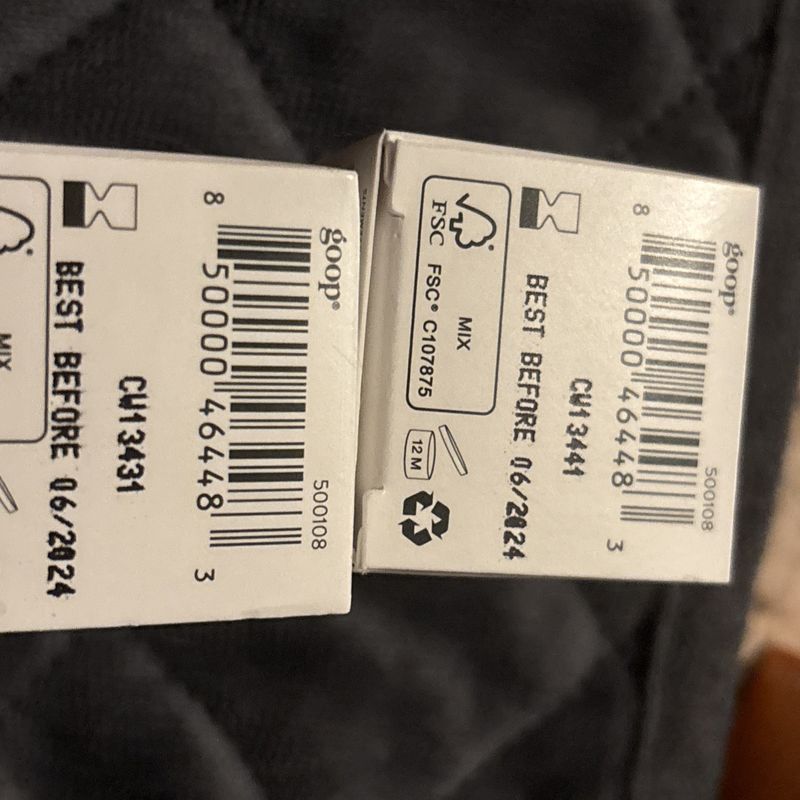 goop®
500108
8 50000 46448 3
CW13431
BEST BEFORE 06/2024
MIX
goop®
500108
8 50000 46448 3
CW13441
BEST BEFORE 06/2024
FSC
MIX
FSC® C107875
12 M